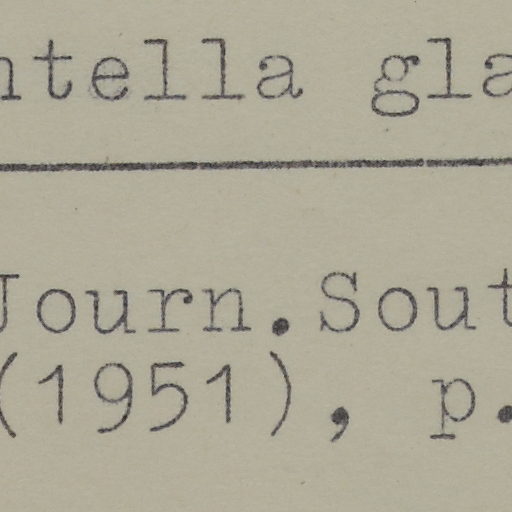 ntella gla
Journ.Sout
(1951), p.